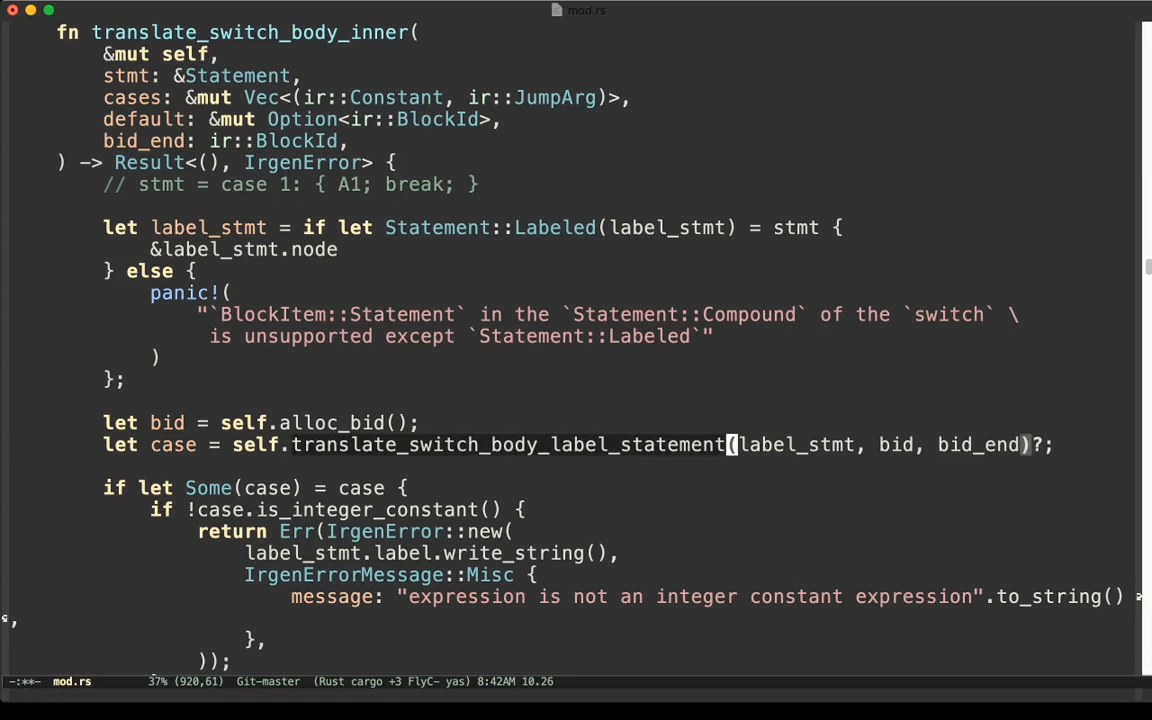 mod.rs
fn translate_switch_body_inner(
&mut self,
stmt: &Statement,
cases: &mut Vec<(ir::Constant, ir::JumpArg)>,
default: &mut Option<ir::BlockId>,
bid_end: ir::BlockId,
) -> Result<(), IrgenError> {
// stmt = case 1: { A1; break; }
let label_stmt = if let Statement::Labeled(label_stmt) = stmt {
&label_stmt.node
} else {
panic!(
"`BlockItem::Statement` in the `Statement::Compound` of the `switch` \
is unsupported except `Statement::Labeled`"
)
};
let bid = self.alloc_bid();
let case = self.translate_switch_body_label_statement(label_stmt, bid, bid_end)?;
if let Some(case) = case {
if !case.is_integer_constant() {
return Err(IrgenError::new(
label_stmt.label.write_string(),
IrgenErrorMessage::Misc {
message: "expression is not an integer constant expression".to_string()
,
},
));
-:**- mod.rs 37% (920,61) Git-master (Rust cargo +3 FlyC- yas) 8:42AM 10.26